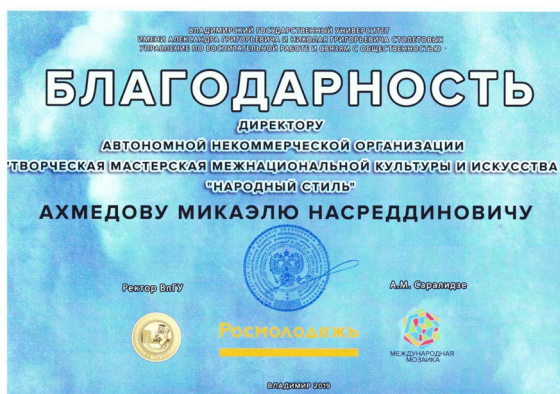 ВЛАДИМИРСКИЙ ГОСУДАРСТВЕННЫЙ УНИВЕРСИТЕТ
ИМЕНИ АЛЕКСАНДРА ГРИГОРЬЕВИЧА И НИКОЛАЯ ГРИГОРЬЕВИЧА СТОЛЕТОВЫХ
УПРАВЛЕНИЕ ПО ВОСПИТАТЕЛЬНОЙ РАБОТЕ И СВЯЗЯМ С ОБЩЕСТВЕННОСТЬЮ
БЛАГОДАРНОСТЬ
ДИРЕКТОРУ
АВТОНОМНОЙ НЕКОММЕРЧЕСКОЙ ОРГАНИЗАЦИИ
"ТВОРЧЕСКАЯ МАСТЕРСКАЯ МЕЖНАЦИОНАЛЬНОЙ КУЛЬТУРЫ И ИСКУССТВА
"НАРОДНЫЙ СТИЛЬ"
АХМЕДОВУ МИКАЭЛЮ НАСРЕДДИНОВИЧУ
Ректор ВлГУ
А.М. Саралидзе
Росмолодежь
МЕЖДУНАРОДНАЯ
МОЗАИКА
ВЛАДИМИР 2019